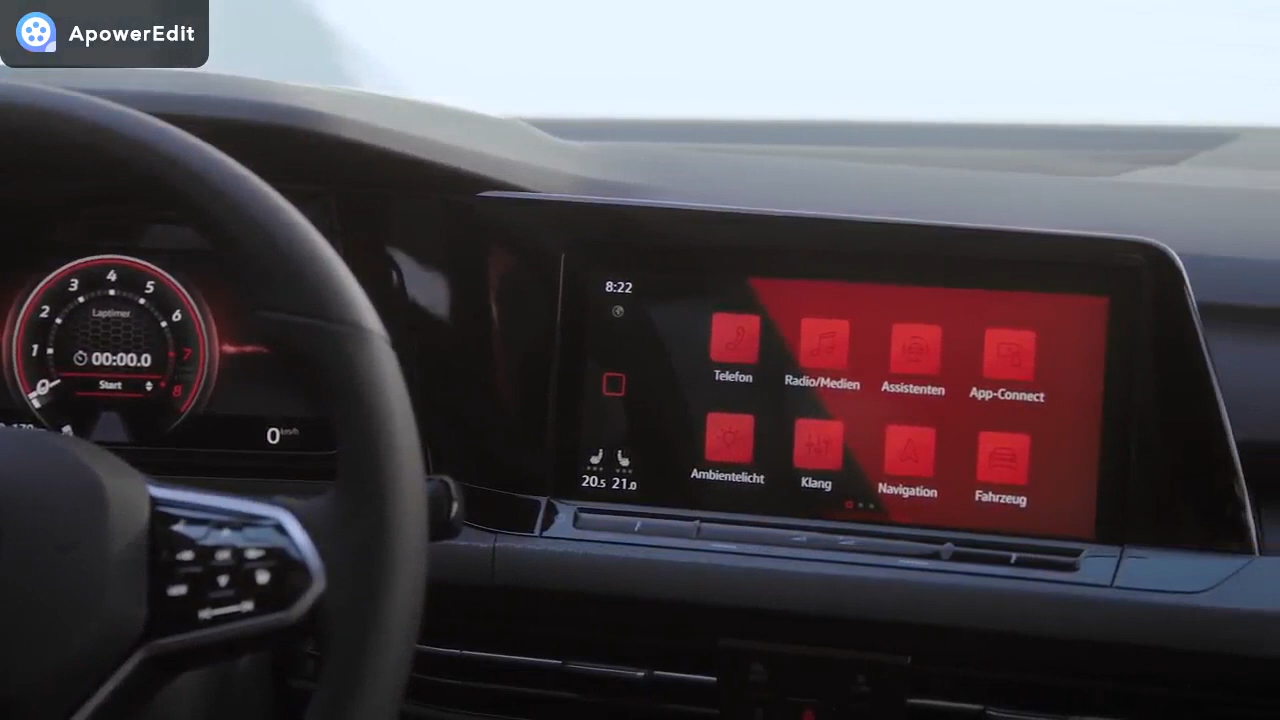 ApowerEdit
8:22
Telefon
Radio/Medien
Assistenten
App-Connect
Ambientelicht
Klang
Navigation
Fahrzeug
20.5 21.0
0 1 2 3 4 5 6 7 8
Laptimer
00:00.0
Start
0 km/h